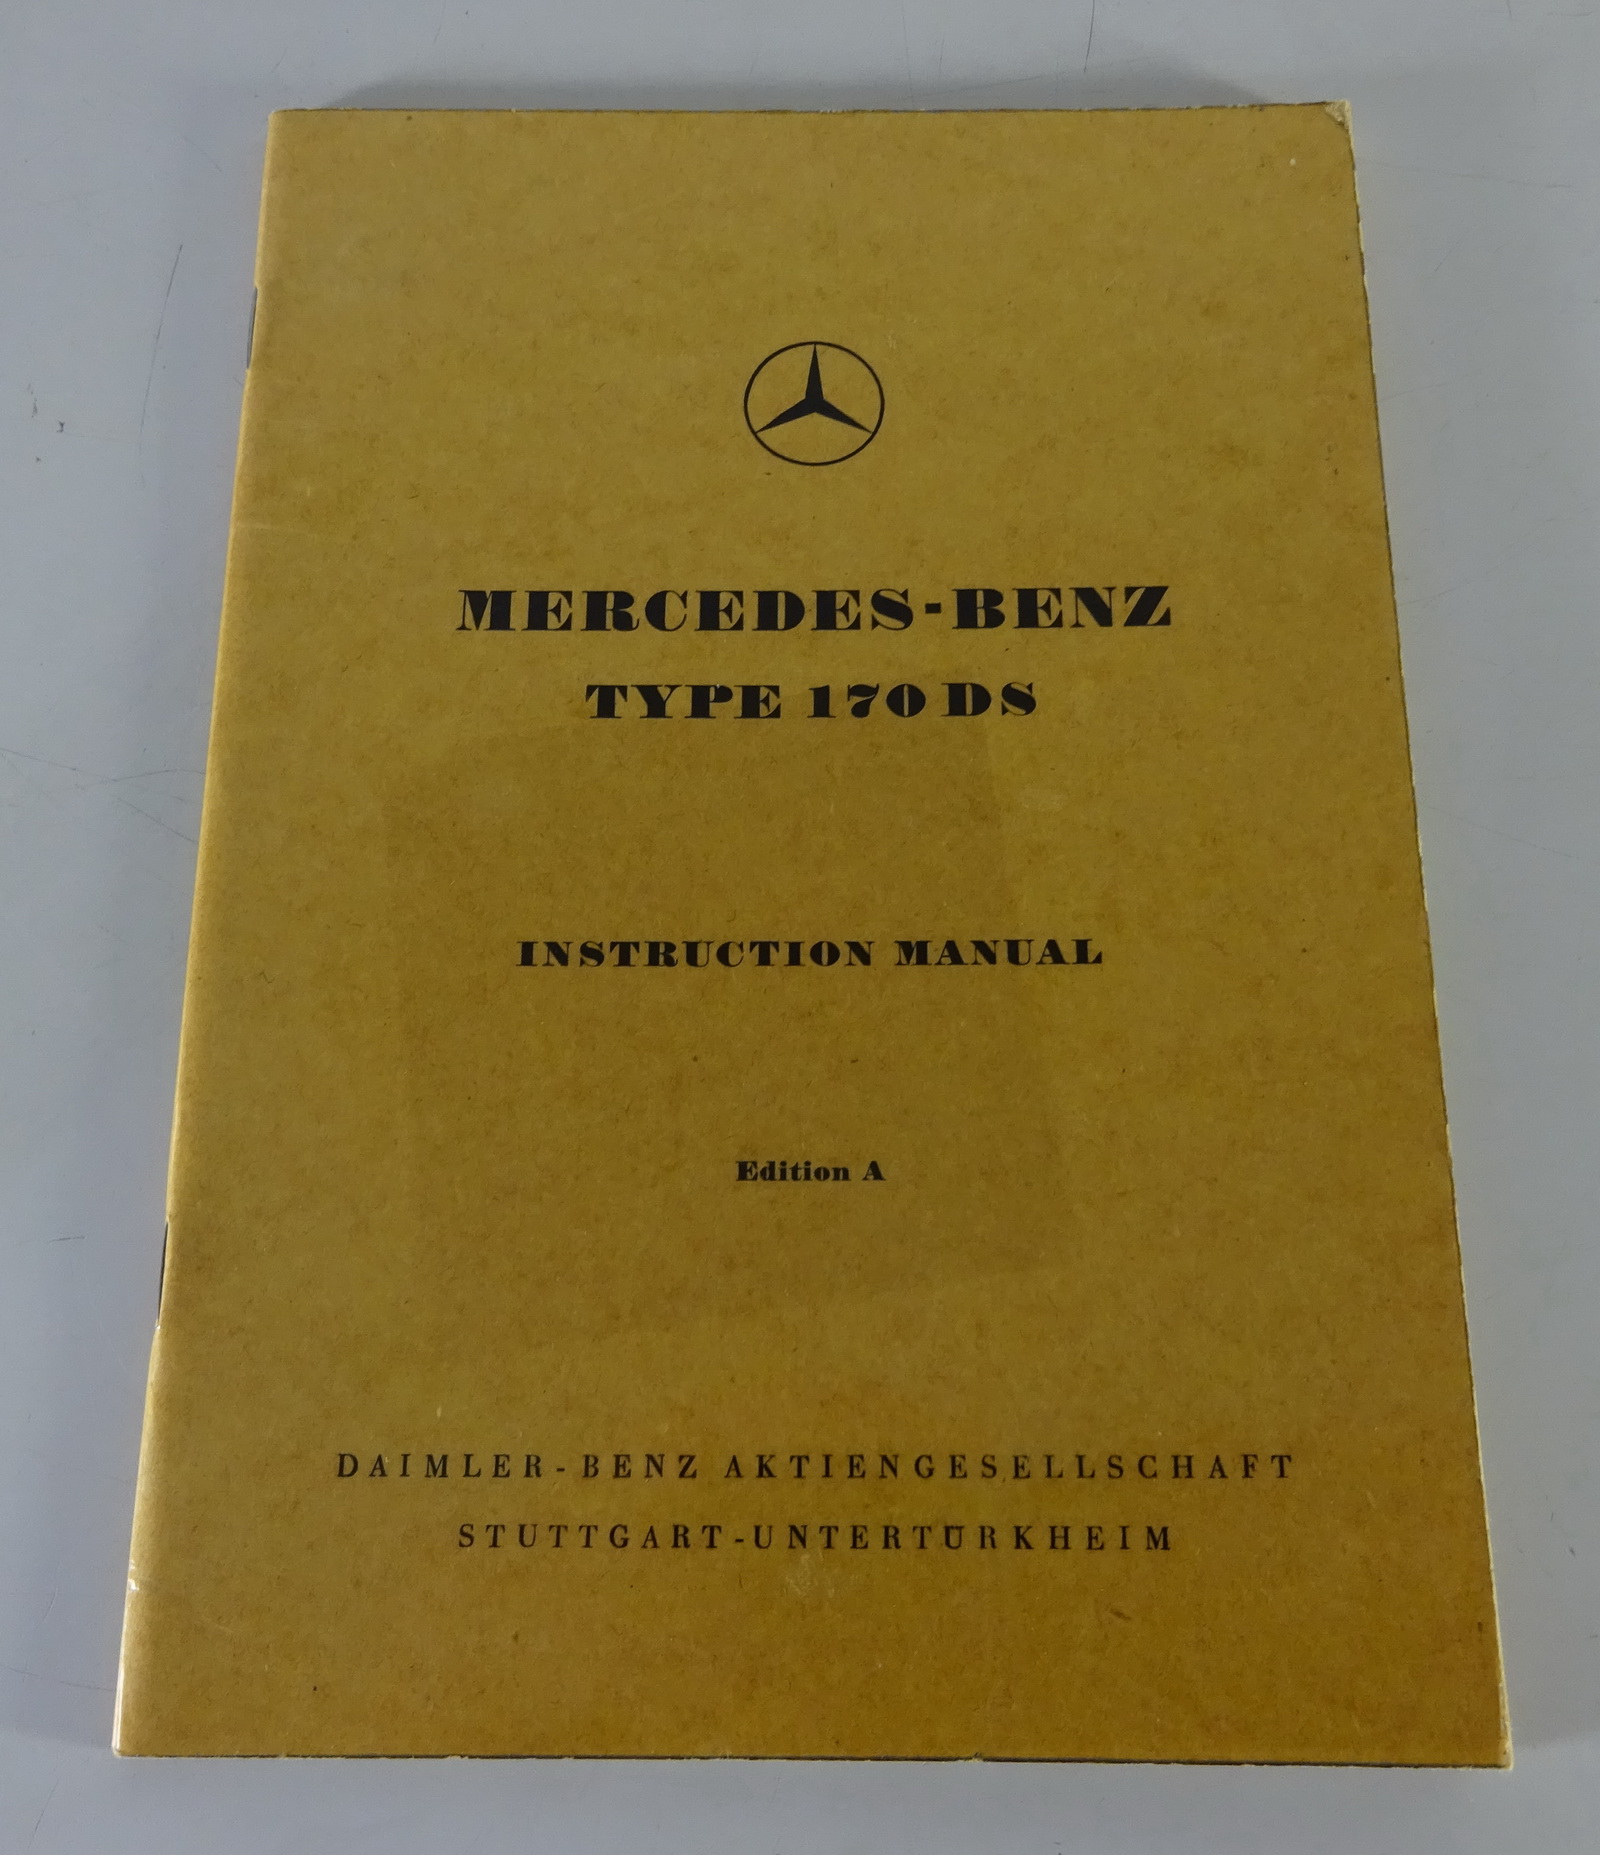 MERCEDES-BENZ
TYPE 170 DS
INSTRUCTION MANUAL
Edition A
DAIMLER-BENZ AKTIENGESELLSCHAFT
STUTTGART-UNTERTÜRKHEIM